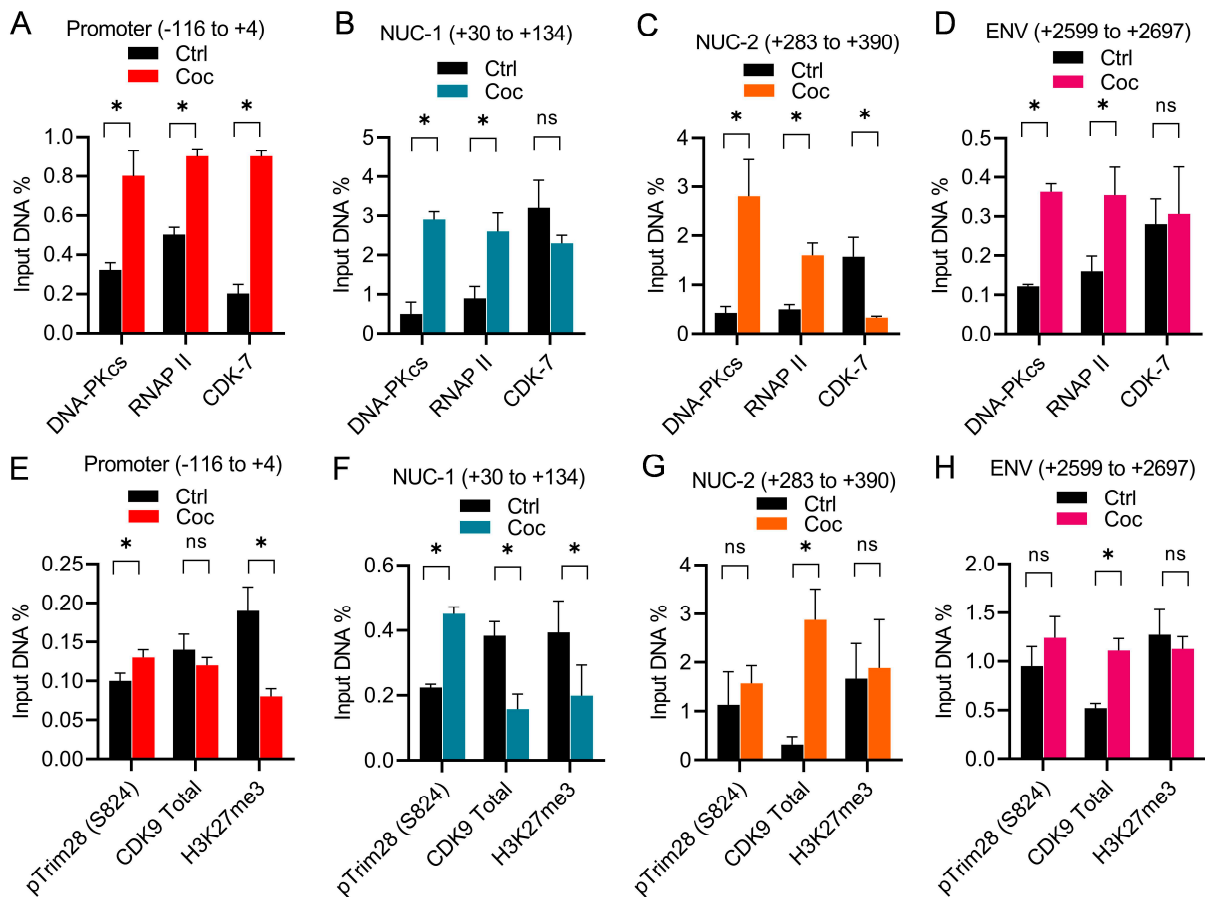 A
Promoter (-116 to +4)
Ctrl
Coc
* * *
Input DNA %
1.0
0.8
0.6
0.4
0.2
0.0
DNA-PKcs
RNAP II
CDK-7
B
NUC-1 (+30 to +134)
Ctrl
Coc
* * ns
Input DNA %
5
4
3
2
1
0
DNA-PKcs
RNAP II
CDK-7
C
NUC-2 (+283 to +390)
Ctrl
Coc
* * *
Input DNA %
4
3
2
1
0
DNA-PKcs
RNAP II
CDK-7
D
ENV (+2599 to +2697)
Ctrl
Coc
* * ns
Input DNA %
0.5
0.4
0.3
0.2
0.1
0.0
DNA-PKcs
RNAP II
CDK-7
E
Promoter (-116 to +4)
Ctrl
Coc
* ns *
Input DNA %
0.25
0.20
0.15
0.10
0.05
0.00
pTrim28 (S824)
CDK9 Total
H3K27me3
F
NUC-1 (+30 to +134)
Ctrl
Coc
* * *
Input DNA %
0.6
0.4
0.2
0.0
pTrim28 (S824)
CDK9 Total
H3K27me3
G
NUC-2 (+283 to +390)
Ctrl
Coc
ns * ns
Input DNA %
4
3
2
1
0
pTrim28 (S824)
CDK9 Total
H3K27me3
H
ENV (+2599 to +2697)
Ctrl
Coc
ns * ns
Input DNA %
2.0
1.5
1.0
0.5
0.0
pTrim28 (S824)
CDK9 Total
H3K27me3